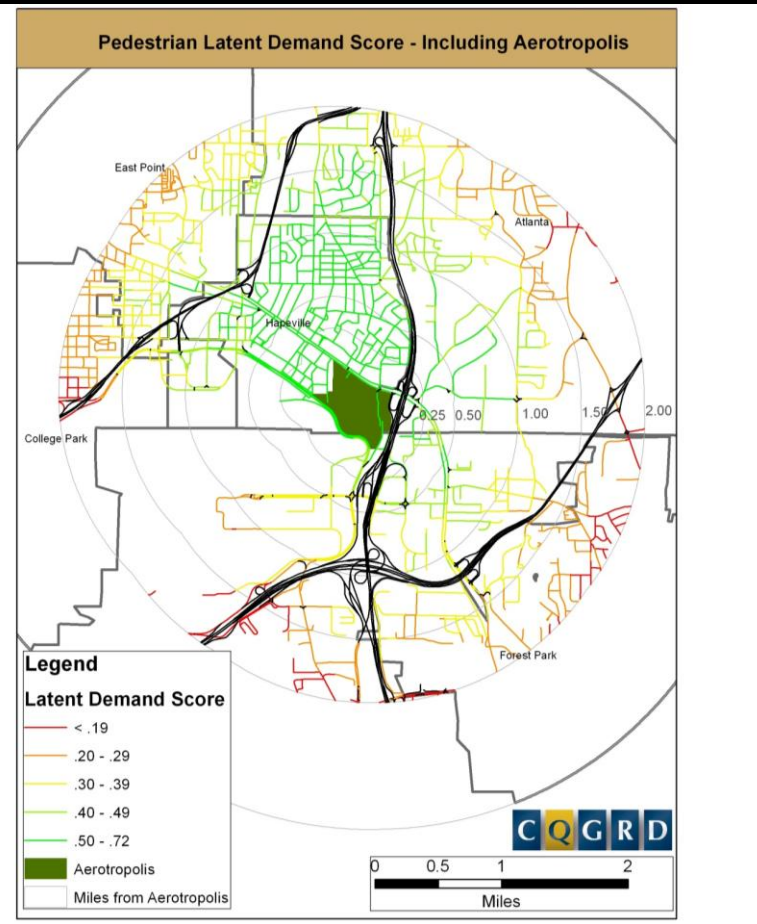 Pedestrian Latent Demand Score - Including Aerotropolis
East Point
Atlanta
Hapeville
0.25 0.50 1.00 1.50 2.00
College Park
Forest Park
Legend
Latent Demand Score
< .19
.20 - .29
.30 - .39
.40 - .49
.50 - .72
Aerotropolis
Miles from Aerotropolis
C Q G R D
0 0.5 1 2
Miles